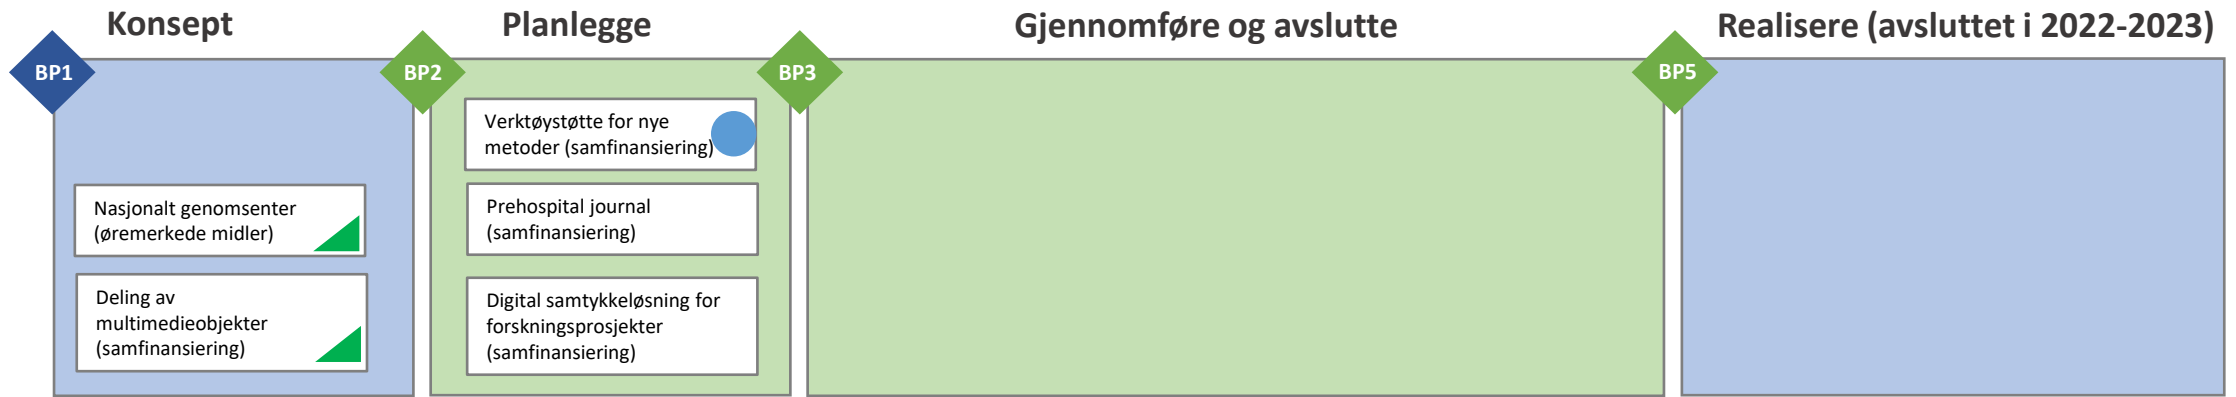 Konsept
Planlegge
Gjennomføre og avslutte
Realisere (avsluttet i 2022-2023)
BP1
BP2
BP3
BP5
Nasjonalt genomsenter
(øremerkede midler)
Deling av
multimedieobjekter
(samfinansiering)
Verktøystøtte for nye
metoder (samfinansiering)
Prehospital journal
(samfinansiering)
Digital samtykkeløsning for
forskningsprosjekter
(samfinansiering)